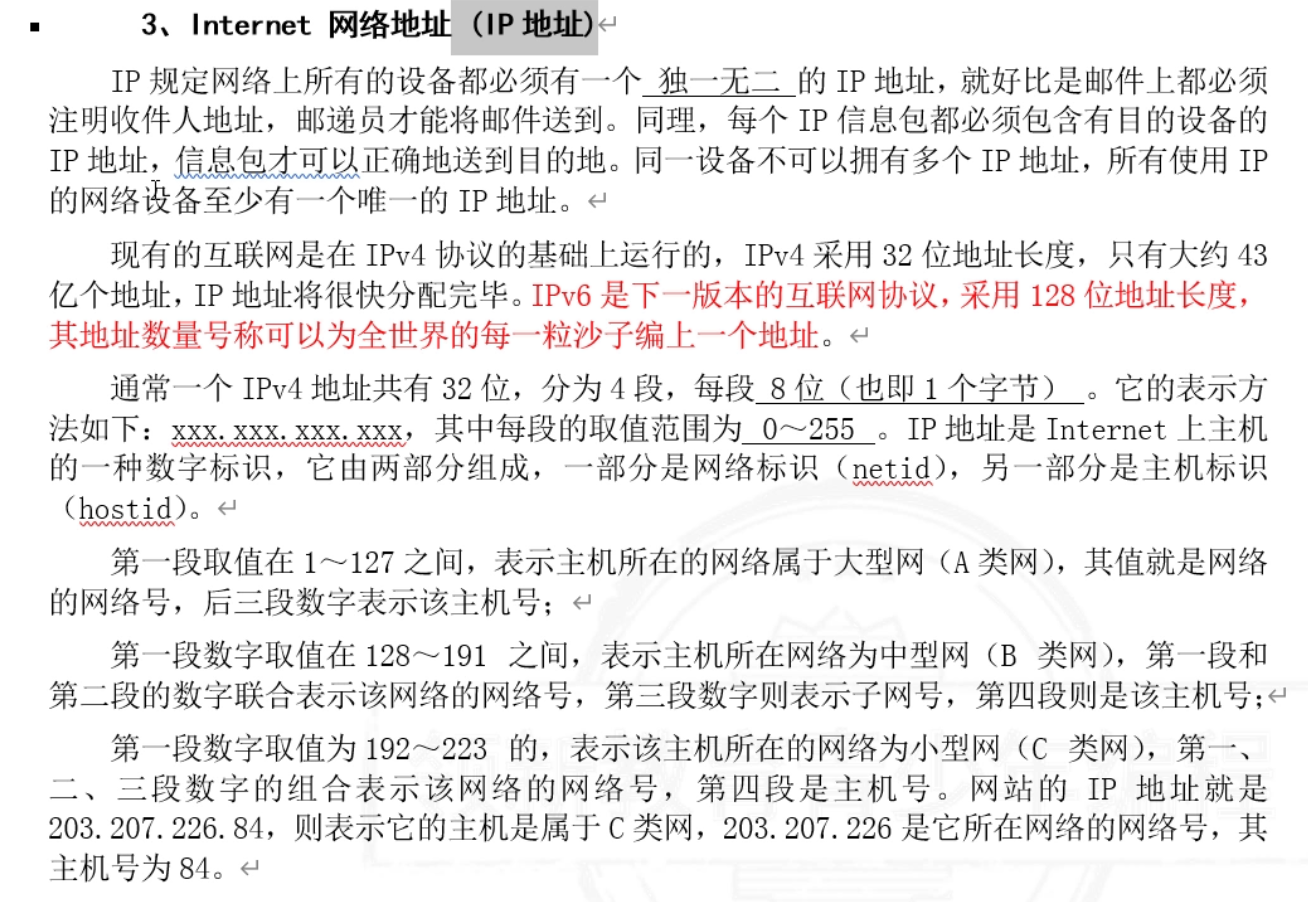 3、Internet 网络地址 (IP 地址)
IP 规定网络上所有的设备都必须有一个 独一无二 的 IP 地址，就好比是邮件上都必须
注明收件人地址，邮递员才能将邮件送到。同理，每个 IP 信息包都必须包含有目的设备的
IP 地址，信息包才可以正确地送到目的地。同一设备不可以拥有多个 IP 地址，所有使用 IP
的网络设备至少有一个唯一的 IP 地址。
现有的互联网是在 IPv4 协议的基础上运行的，IPv4 采用 32 位地址长度，只有大约 43
亿个地址，IP 地址将很快分配完毕。IPv6 是下一版本的互联网协议，采用 128 位地址长度，
其地址数量号称可以为全世界的每一粒沙子编上一个地址。
通常一个 IPv4 地址共有 32 位，分为 4 段，每段 8 位（也即 1 个字节） 。它的表示方
法如下：xxx.xxx.xxx.xxx，其中每段的取值范围为 0～255 。IP 地址是 Internet 上主机
的一种数字标识，它由两部分组成，一部分是网络标识（netid），另一部分是主机标识
（hostid）。
第一段取值在 1～127 之间，表示主机所在的网络属于大型网（A 类网），其值就是网络
的网络号，后三段数字表示该主机号；
第一段数字取值在 128～191 之间，表示主机所在网络为中型网（B 类网），第一段和
第二段的数字联合表示该网络的网络号，第三段数字则表示子网号，第四段则是该主机号；
第一段数字取值为 192～223 的，表示该主机所在的网络为小型网（C 类网），第一、
二、三段数字的组合表示该网络的网络号，第四段是主机号。网站的 IP 地址就是
203.207.226.84，则表示它的主机是属于 C 类网，203.207.226 是它所在网络的网络号，其
主机号为 84。